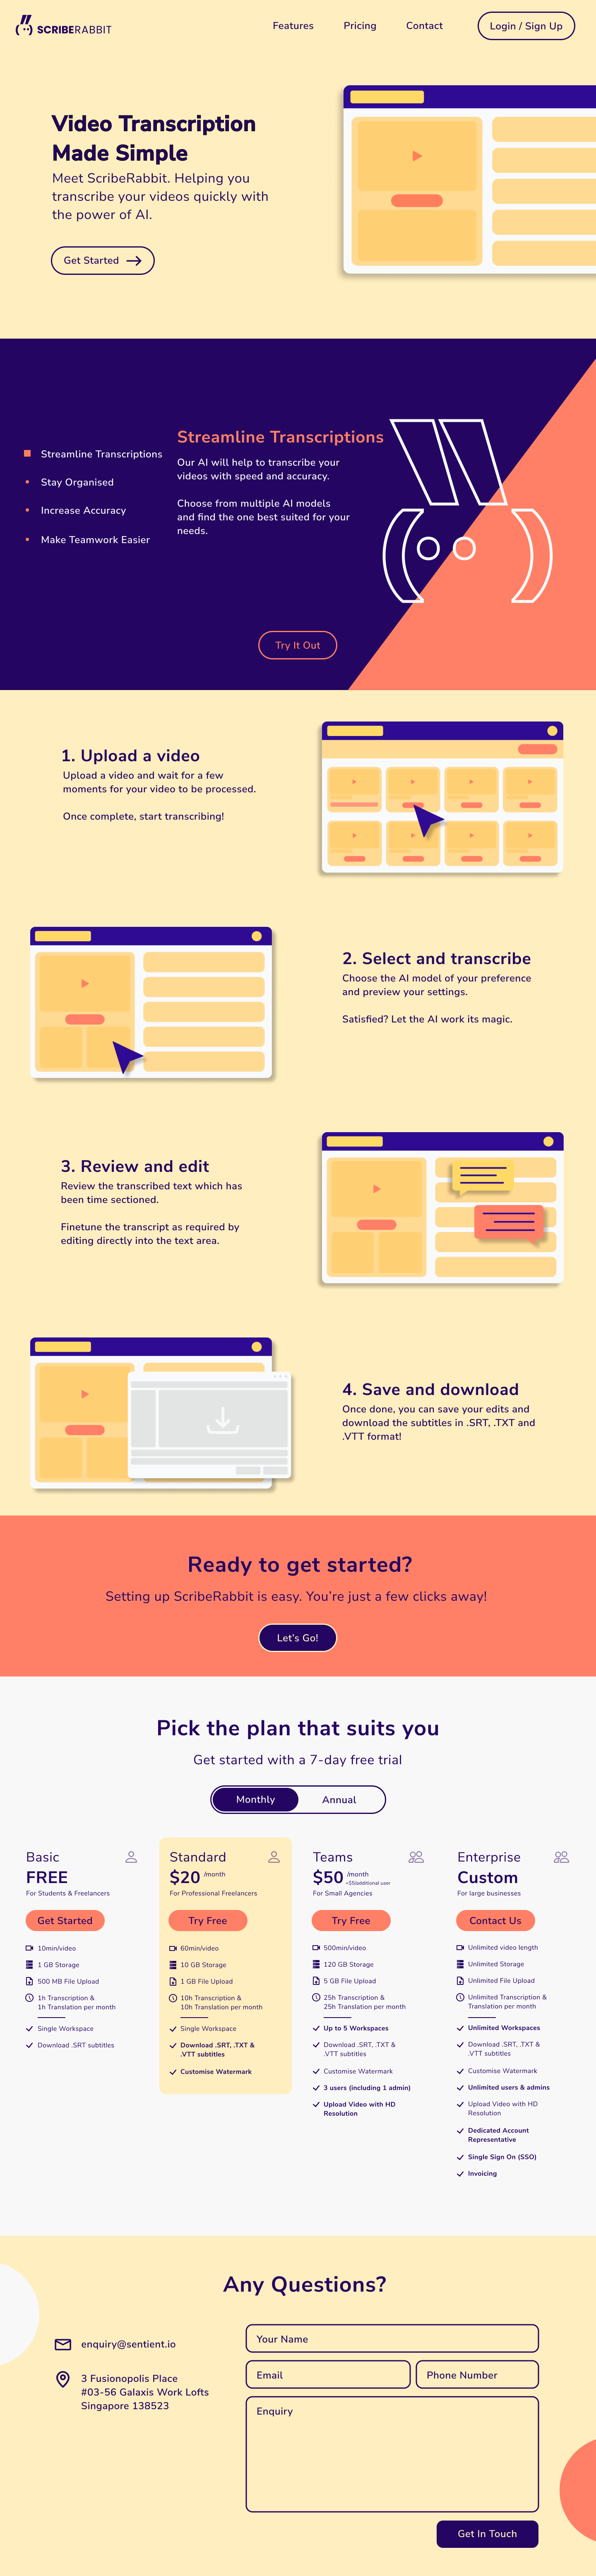 SCRIBERABBIT
Features
Pricing
Contact
Login / Sign Up
Video Transcription
Made Simple
Meet ScribeRabbit. Helping you
transcribe your videos quickly with
the power of AI.
Get Started
Streamline Transcriptions
Stay Organised
Increase Accuracy
Make Teamwork Easier
Streamline Transcriptions
Our AI will help to transcribe your
videos with speed and accuracy.
Choose from multiple AI models
and find the one best suited for your
needs.
Try It Out
1. Upload a video
Upload a video and wait for a few
moments for your video to be processed.
Once complete, start transcribing!
2. Select and transcribe
Choose the AI model of your preference
and preview your settings.
Satisfied? Let the AI work its magic.
3. Review and edit
Review the transcribed text which has
been time sectioned.
Finetune the transcript as required by
editing directly into the text area.
4. Save and download
Once done, you can save your edits and
download the subtitles in .SRT, .TXT and
.VTT format!
Ready to get started?
Setting up ScribeRabbit is easy. You're just a few clicks away!
Let's Go!
Pick the plan that suits you
Get started with a 7-day free trial
Monthly
Annual
Basic
FREE
For Students & Freelancers
Get Started
10min/video
1 GB Storage
500 MB File Upload
1h Transcription &
1h Translation per month
Single Workspace
Download .SRT subtitles
Standard
$20 /month
For Professional Freelancers
Try Free
60min/video
10 GB Storage
1 GB File Upload
10h Transcription &
10h Translation per month
Single Workspace
Download .SRT, .TXT &
.VTT subtitles
Customise Watermark
Teams
$50 /month
+$5/additional user
For Small Agencies
Try Free
500min/video
120 GB Storage
5 GB File Upload
25h Transcription &
25h Translation per month
Up to 5 Workspaces
Download .SRT, .TXT &
.VTT subtitles
Customise Watermark
3 users (including 1 admin)
Upload Video with HD
Resolution
Enterprise
Custom
For large businesses
Contact Us
Unlimited video length
Unlimited Storage
Unlimited File Upload
Unlimited Transcription &
Translation per month
Unlimited Workspaces
Download .SRT, .TXT &
.VTT subtitles
Customise Watermark
Unlimited users & admins
Upload Video with HD
Resolution
Dedicated Account
Representative
Single Sign On (SSO)
Invoicing
Any Questions?
enquiry@sentient.io
3 Fusionopolis Place
#03-56 Galaxis Work Lofts
Singapore 138523
Your Name
Email
Phone Number
Enquiry
Get In Touch